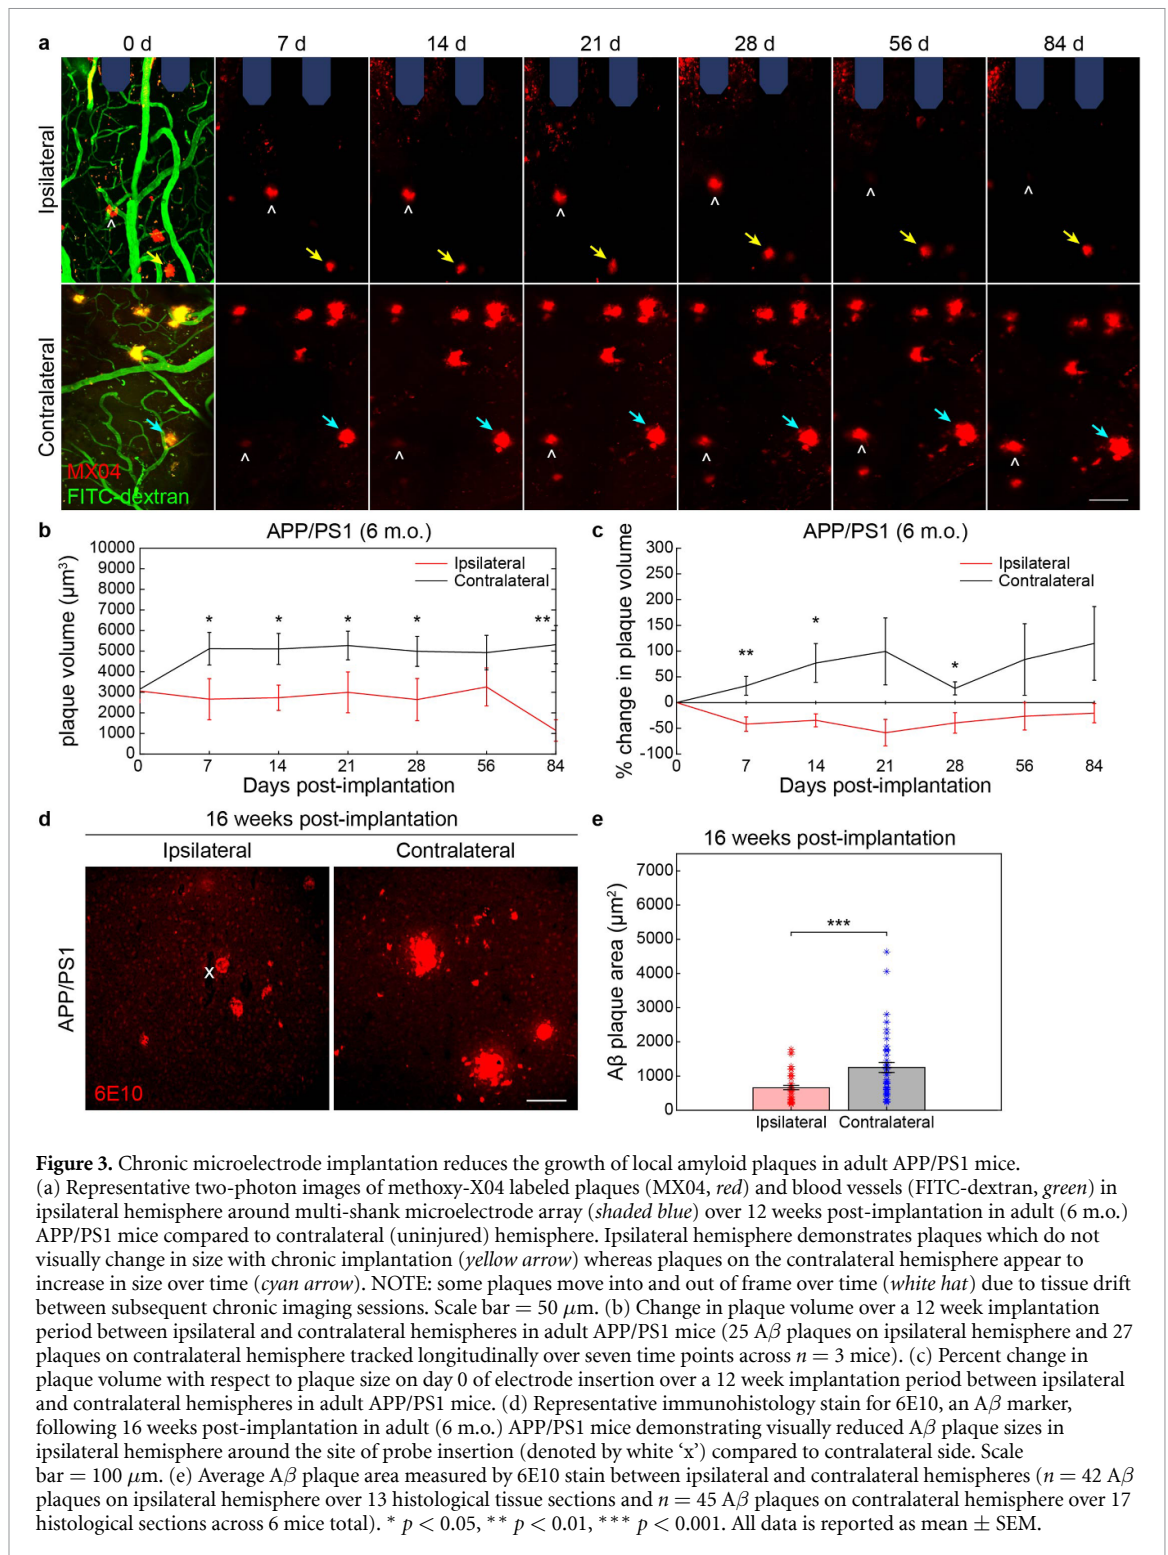 a
0 d 7 d 14 d 21 d 28 d 56 d 84 d
Ipsilateral
^ ^ ^ ^ ^ ^ ^
Contralateral
^ ^ ^ ^ ^ ^
MX04
FITC-dextran
b
APP/PS1 (6 m.o.)
plaque volume (µm³)
10000
9000
8000
7000
6000
5000
4000
3000
2000
1000
0
Ipsilateral
Contralateral
* * * * **
0 7 14 21 28 56 84
Days post-implantation
c
APP/PS1 (6 m.o.)
% change in plaque volume
300
250
200
150
100
50
0
-50
-100
Ipsilateral
Contralateral
** * *
0 7 14 21 28 56 84
Days post-implantation
d
16 weeks post-implantation
Ipsilateral Contralateral
APP/PS1
x
6E10
e
16 weeks post-implantation
Aβ plaque area (µm²)
7000
6000
5000
4000
3000
2000
1000
0
***
Ipsilateral Contralateral
Figure 3. Chronic microelectrode implantation reduces the growth of local amyloid plaques in adult APP/PS1 mice.
(a) Representative two-photon images of methoxy-X04 labeled plaques (MX04, red) and blood vessels (FITC-dextran, green) in
ipsilateral hemisphere around multi-shank microelectrode array (shaded blue) over 12 weeks post-implantation in adult (6 m.o.)
APP/PS1 mice compared to contralateral (uninjured) hemisphere. Ipsilateral hemisphere demonstrates plaques which do not
visually change in size with chronic implantation (yellow arrow) whereas plaques on the contralateral hemisphere appear to
increase in size over time (cyan arrow). NOTE: some plaques move into and out of frame over time (white hat) due to tissue drift
between subsequent chronic imaging sessions. Scale bar = 50 μm. (b) Change in plaque volume over a 12 week implantation
period between ipsilateral and contralateral hemispheres in adult APP/PS1 mice (25 Aβ plaques on ipsilateral hemisphere and 27
plaques on contralateral hemisphere tracked longitudinally over seven time points across n = 3 mice). (c) Percent change in
plaque volume with respect to plaque size on day 0 of electrode insertion over a 12 week implantation period between ipsilateral
and contralateral hemispheres in adult APP/PS1 mice. (d) Representative immunohistology stain for 6E10, an Aβ marker,
following 16 weeks post-implantation in adult (6 m.o.) APP/PS1 mice demonstrating visually reduced Aβ plaque sizes in
ipsilateral hemisphere around the site of probe insertion (denoted by white ‘x’) compared to contralateral side. Scale
bar = 100 μm. (e) Average Aβ plaque area measured by 6E10 stain between ipsilateral and contralateral hemispheres (n = 42 Aβ
plaques on ipsilateral hemisphere over 13 histological tissue sections and n = 45 Aβ plaques on contralateral hemisphere over 17
histological sections across 6 mice total). * p < 0.05, ** p < 0.01, *** p < 0.001. All data is reported as mean ± SEM.